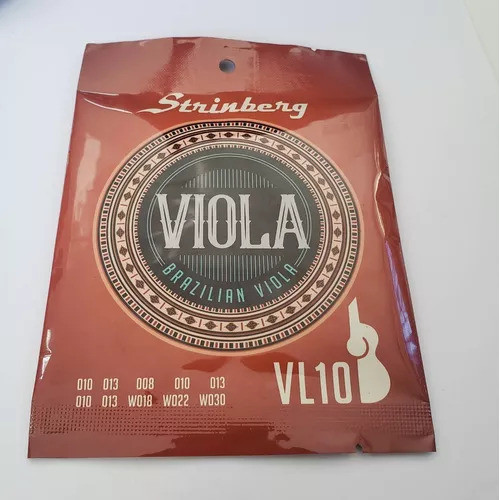 Strinberg
VIOLA
BRAZILIAN VIOLA
VL10
010 013 008 010 013
010 013 W018 W022 W030